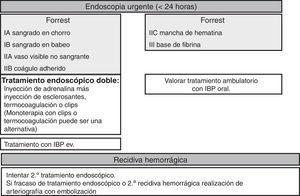 Endoscopia urgente (< 24 horas)
Forrest
IA sangrado en chorro
IB sangrado en babeo
IIA vaso visible no sangrante
IIB coágulo adherido
Tratamiento endoscópico doble:
Inyección de adrenalina mas
inyección de esclerosantes,
termocoagulación o clips
(Monoterapia con clips o
termocoagulación puede ser una
alternativa)
Tratamiento con IBP ev.
Forrest
IIC mancha de hematina
III base de fibrina
Valorar tratamiento ambulatorio
con IBP oral.
Recidiva hemorrágica
Intentar 2.º tratamiento endoscópico.
Si fracaso de tratamiento endoscópico o 2.ª recidiva hemorrágica realización de
arteriografía con embolización